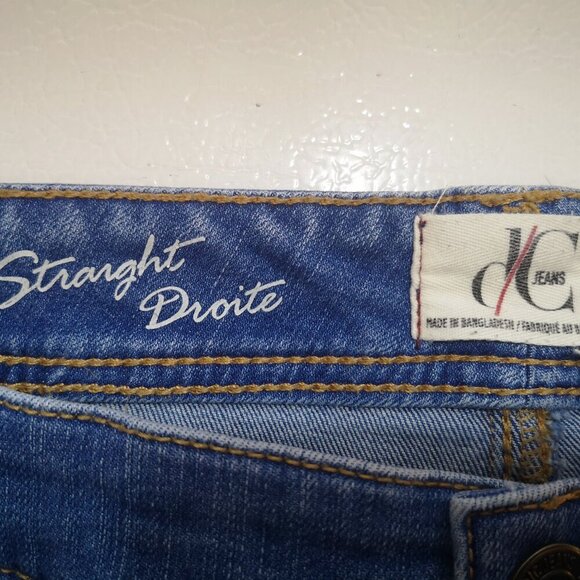 Straight
Droite
d/C
JEANS
MADE IN BANGLADESH / FABRIQUÉ AU